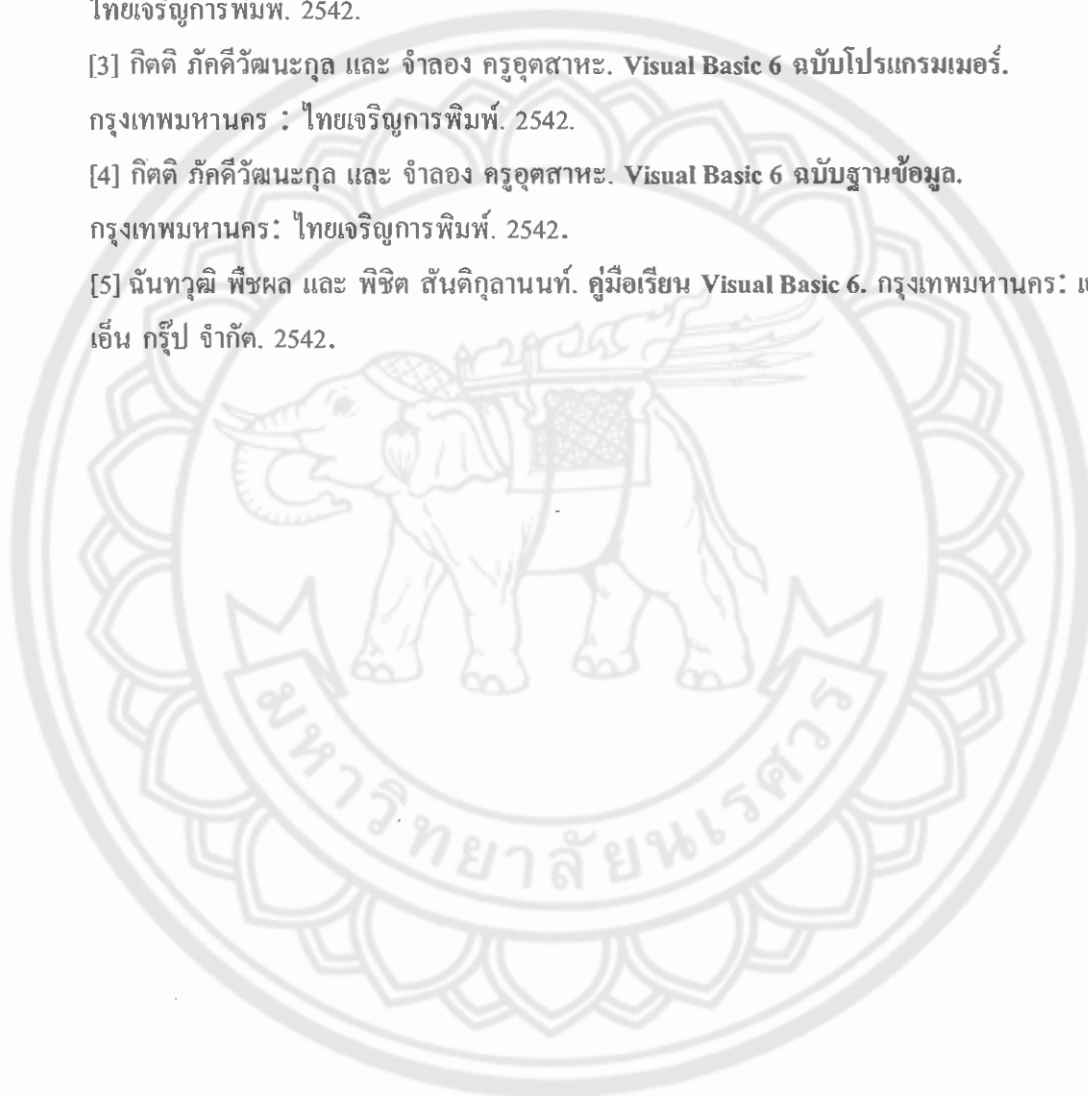 ไทยเจริญการพิมพ์. 2542.
[3] กิตติ ภัคดีวัฒนะกุล และ จำลอง ครูอุตสาหะ. Visual Basic 6 ฉบับโปรแกรมเมอร์.
กรุงเทพมหานคร : ไทยเจริญการพิมพ์. 2542.
[4] กิตติ ภัคดีวัฒนะกุล และ จำลอง ครูอุตสาหะ. Visual Basic 6 ฉบับฐานข้อมูล.
กรุงเทพมหานคร: ไทยเจริญการพิมพ์. 2542.
[5] ฉันทวุฒิ พืชผล และ พิชิต สันติกุลานนท์. คู่มือเรียน Visual Basic 6. กรุงเทพมหานคร:
เอ็น กรุ๊ป จำกัด. 2542.
มหาวิทยาลัยนเรศวร